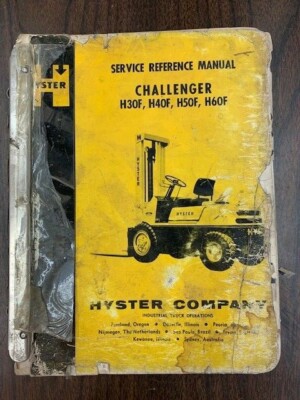 HYSTER
SERVICE REFERENCE MANUAL
CHALLENGER
H30F, H40F, H50F, H60F
HYSTER
HYSTER
HYSTER COMPANY
INDUSTRIAL TRUCK OPERATIONS
Portland, Oregon • Danville, Illinois • Peoria,
Nijmegen, The Netherlands • Sao Paulo, Brazil •
Kewanee, Illinois • Sydney, Australia